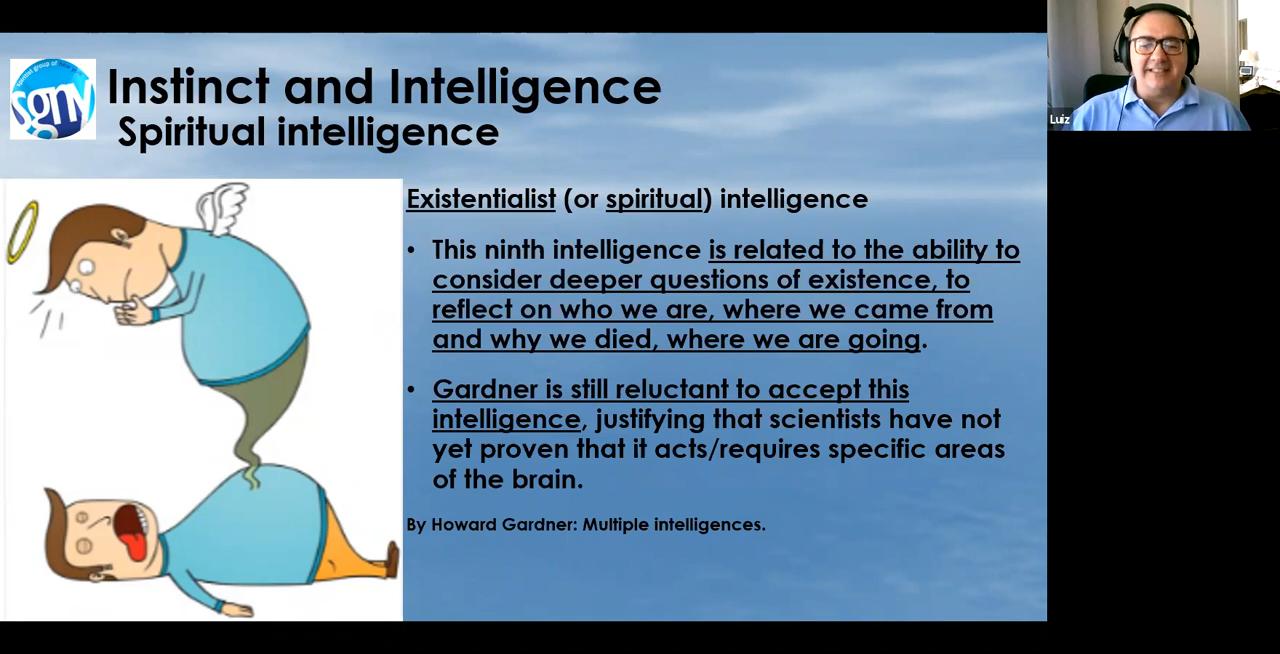 Instinct and Intelligence
Spiritual intelligence
sgny
Existentialist (or spiritual) intelligence
• This ninth intelligence is related to the ability to
consider deeper questions of existence, to
reflect on who we are, where we came from
and why we died, where we are going.
• Gardner is still reluctant to accept this
intelligence, justifying that scientists have not
yet proven that it acts/requires specific areas
of the brain.
By Howard Gardner: Multiple intelligences.
Luiz